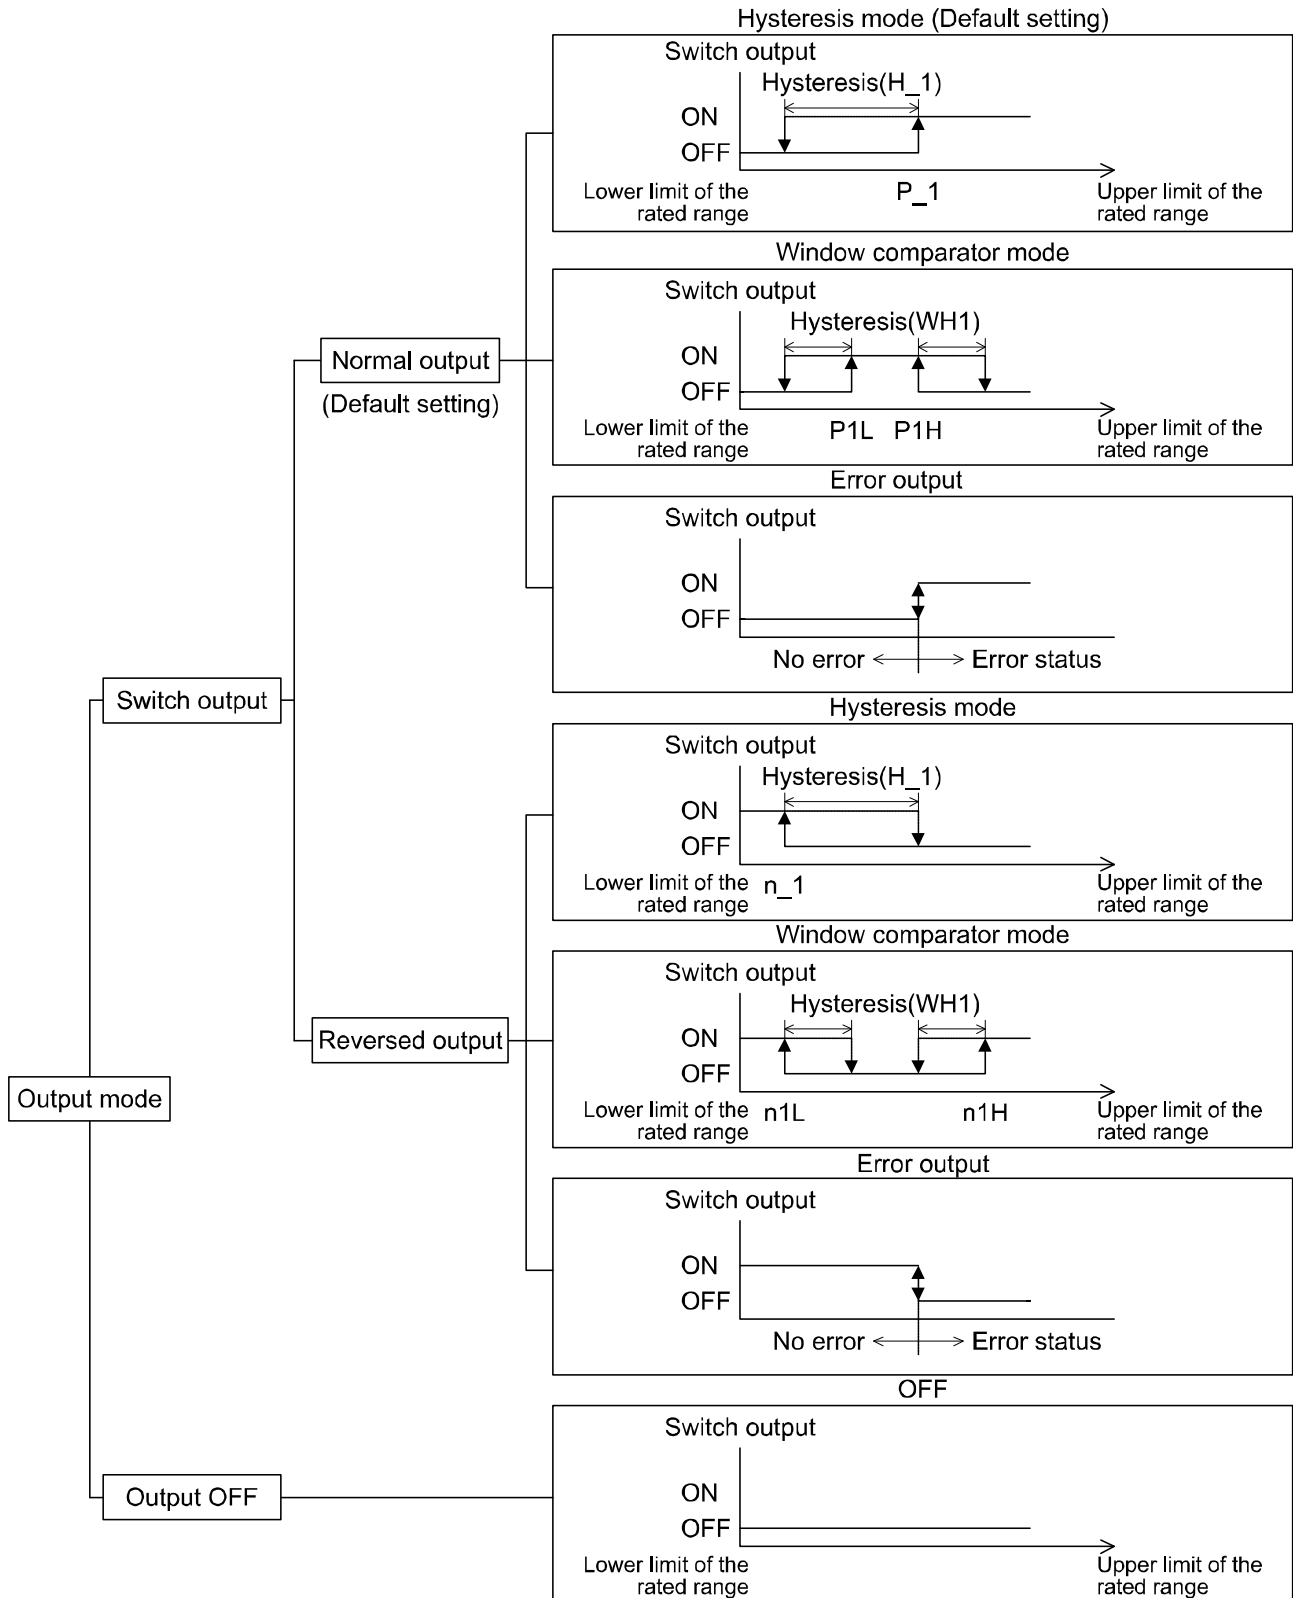 Hysteresis mode (Default setting)
Switch output
Hysteresis(H_1)
ON
OFF
Lower limit of the
rated range
P_1
Upper limit of the
rated range
Window comparator mode
Switch output
Hysteresis(WH1)
ON
OFF
Lower limit of the
rated range
P1L P1H
Upper limit of the
rated range
Normal output
(Default setting)
Error output
Switch output
ON
OFF
No error
Error status
Switch output
Hysteresis mode
Switch output
Hysteresis(H_1)
ON
OFF
Lower limit of the
rated range
n_1
Upper limit of the
rated range
Window comparator mode
Switch output
Hysteresis(WH1)
ON
OFF
Lower limit of the
rated range
n1L
n1H
Upper limit of the
rated range
Reversed output
Output mode
Error output
Switch output
ON
OFF
No error
Error status
OFF
Switch output
ON
OFF
Lower limit of the
rated range
Upper limit of the
rated range
Output OFF